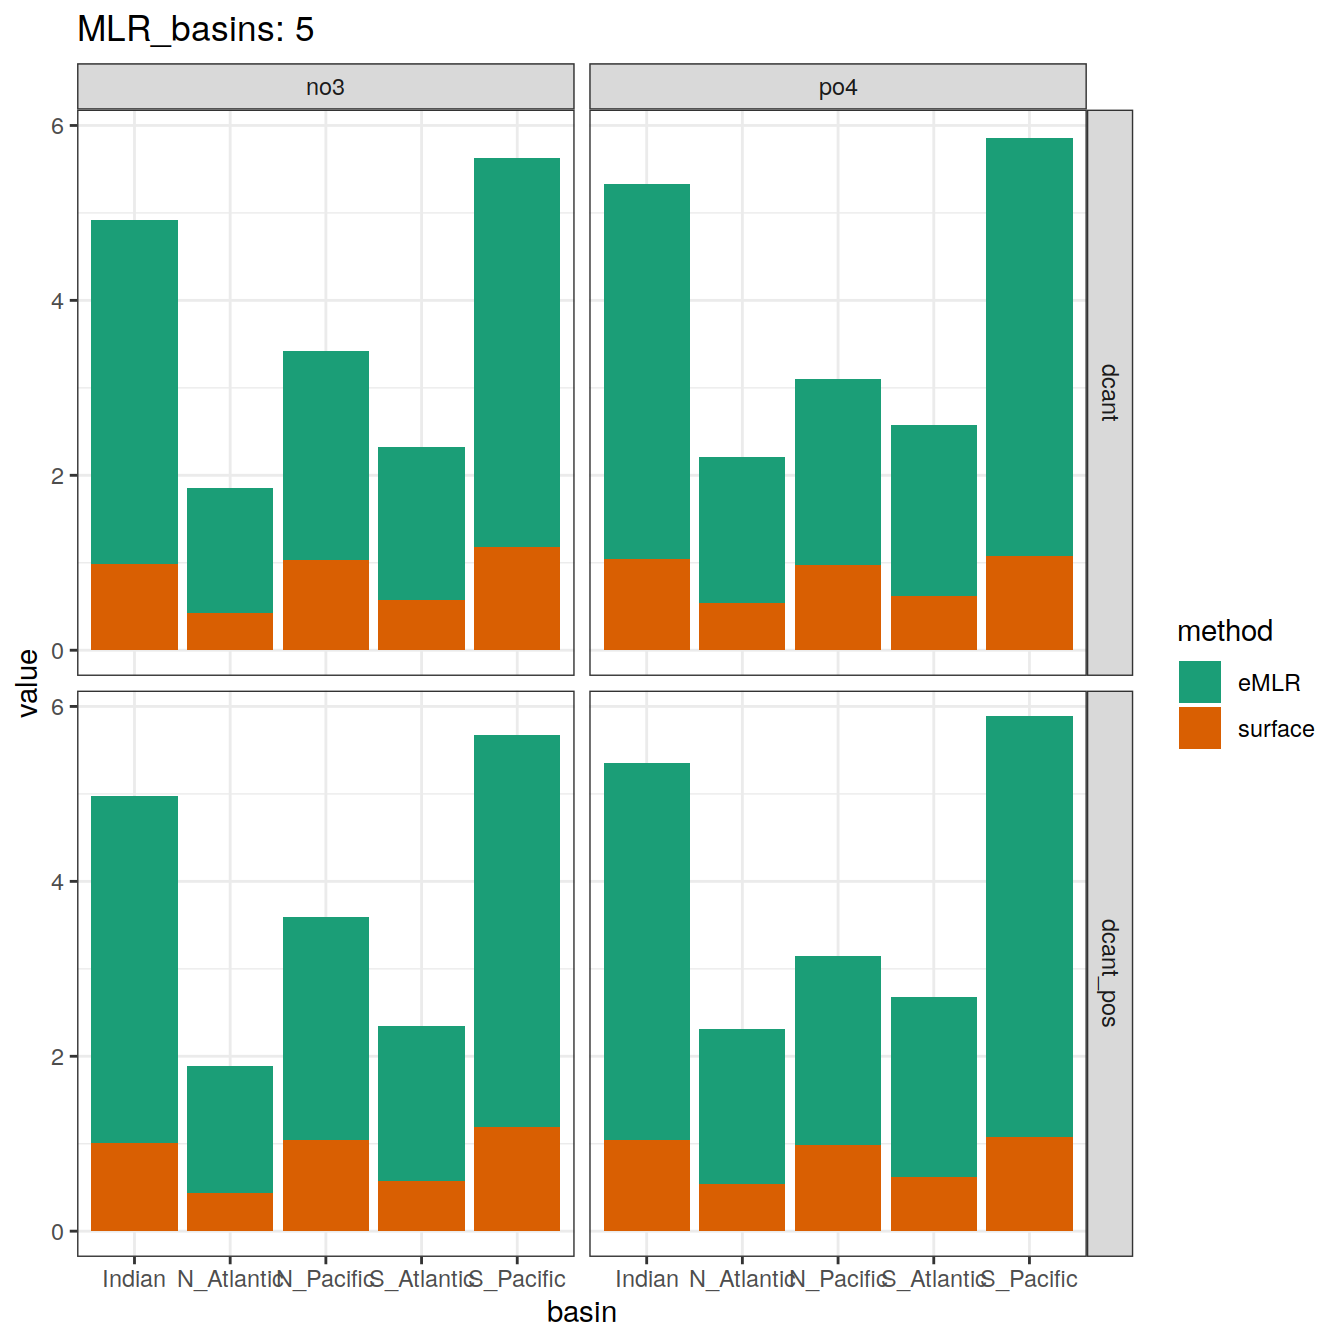 MLR_basins: 5
no3
po4
6
4
2
0
dcant
6
4
2
0
dcant_pos
value
Indian N_Atlantic N_Pacific S_Atlantic S_Pacific
Indian N_Atlantic N_Pacific S_Atlantic S_Pacific
basin
method
eMLR
surface